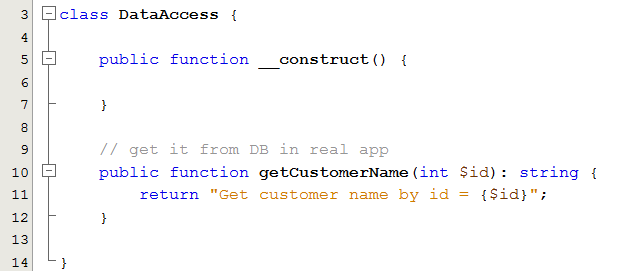 3 class DataAccess {
4
5     public function __construct() {
6
7     }
8
9     // get it from DB in real app
10     public function getCustomerName(int $id): string {
11         return "Get customer name by id = {$id}";
12     }
13
14 }